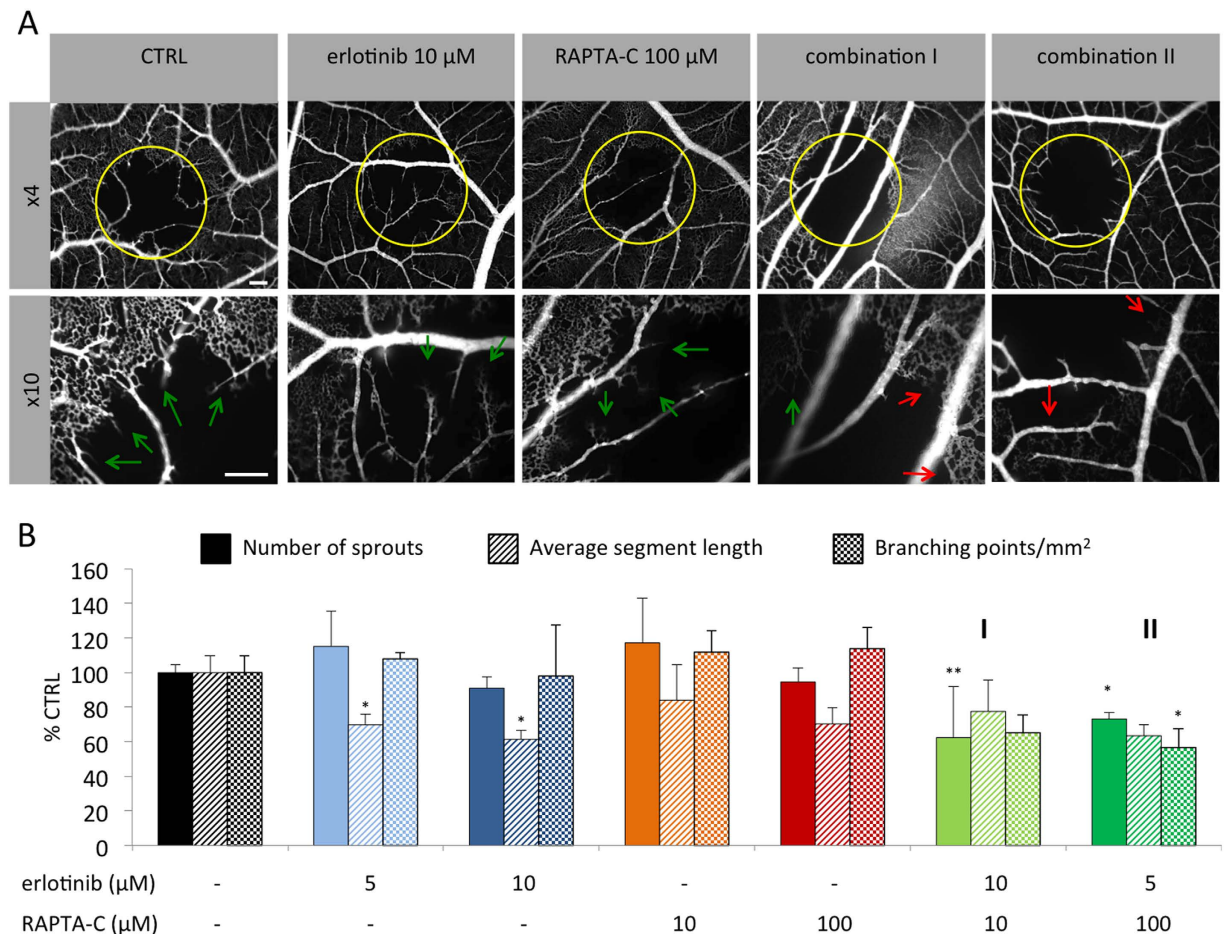 A
CTRL erlotinib 10 µM RAPTA-C 100 µM combination I combination II
x4
x10
B
Number of sprouts Average segment length Branching points/mm²
% CTRL
160
140
120
100
80
60
40
20
0
I II
* * ** * *
erlotinib (µM) - 5 10 - - 10 5
RAPTA-C (µM) - - - 10 100 10 100